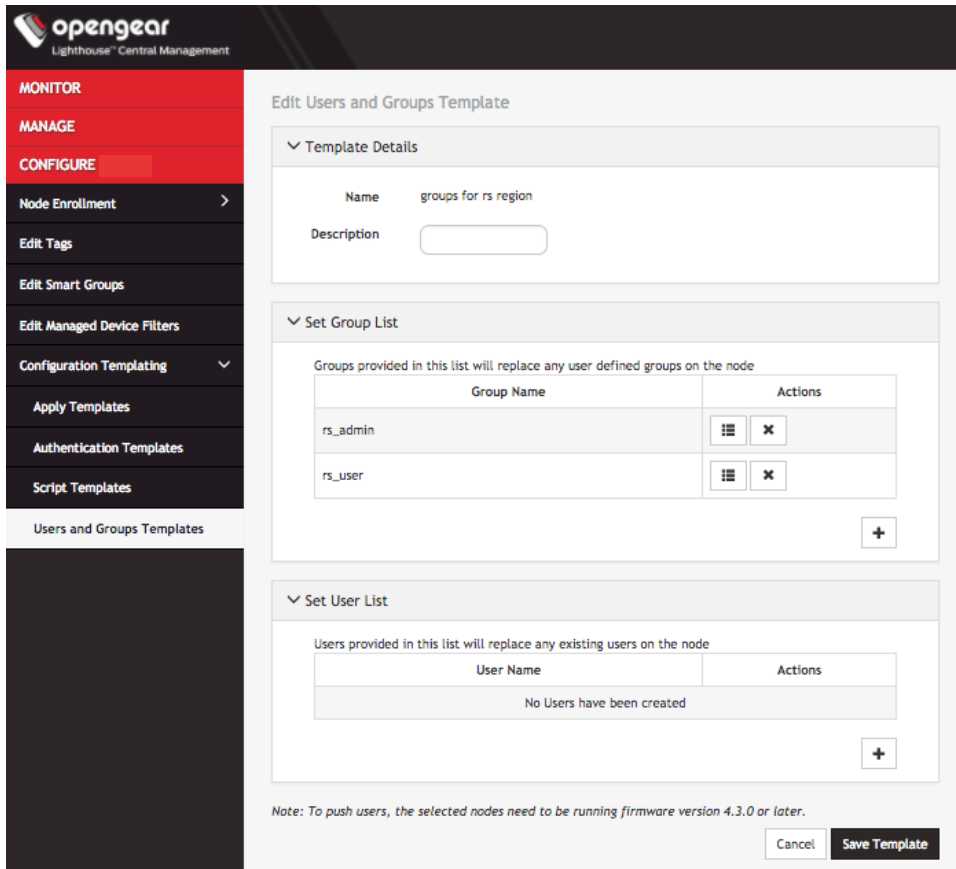 opengear
Lighthouse™ Central Management
MONITOR
MANAGE
CONFIGURE
Node Enrollment
Edit Tags
Edit Smart Groups
Edit Managed Device Filters
Configuration Templating
Apply Templates
Authentication Templates
Script Templates
Users and Groups Templates
Edit Users and Groups Template
Template Details
Name groups for rs region
Description
Set Group List
Groups provided in this list will replace any user defined groups on the node
Group Name Actions
rs_admin
rs_user
Set User List
Users provided in this list will replace any existing users on the node
User Name Actions
No Users have been created
Note: To push users, the selected nodes need to be running firmware version 4.3.0 or later.
Cancel Save Template